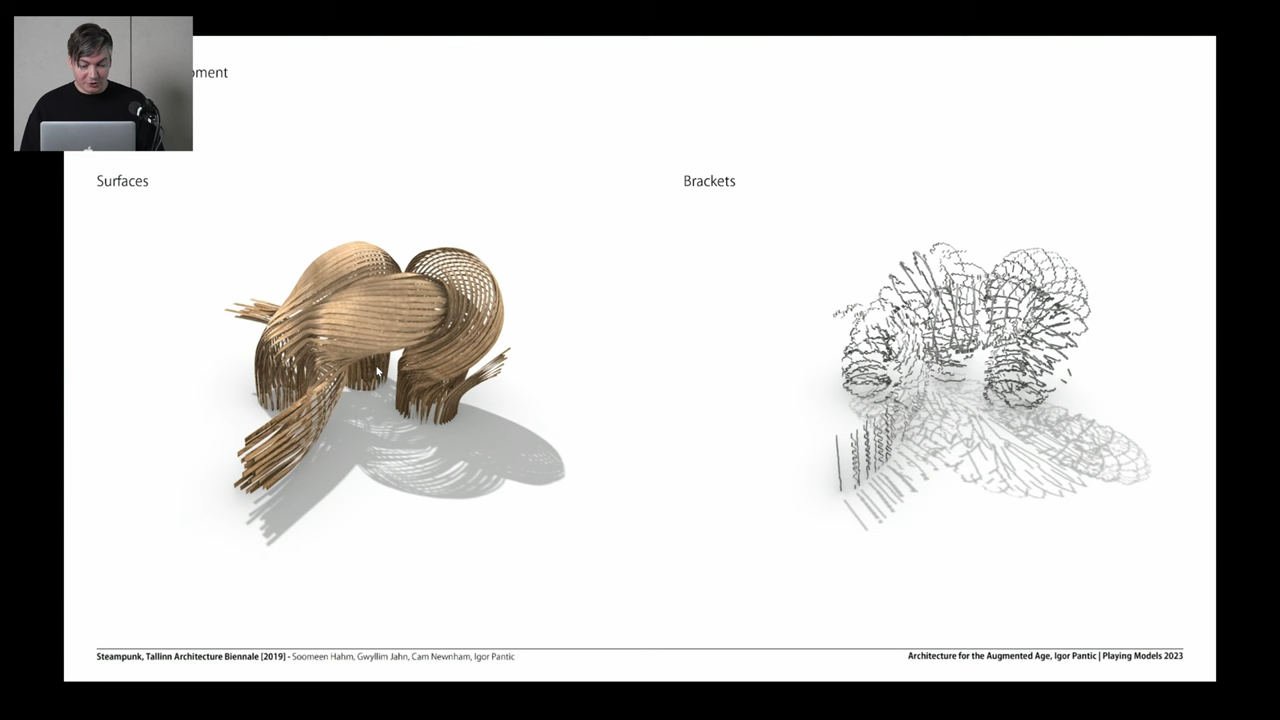 Surfaces
Brackets
Steampunk, Tallinn Architecture Biennale [2019] - Soomeen Hahm, Gwyllim Jahn, Cam Newnham, Igor Pantic
Architecture for the Augmented Age, Igor Pantic | Playing Models 2023